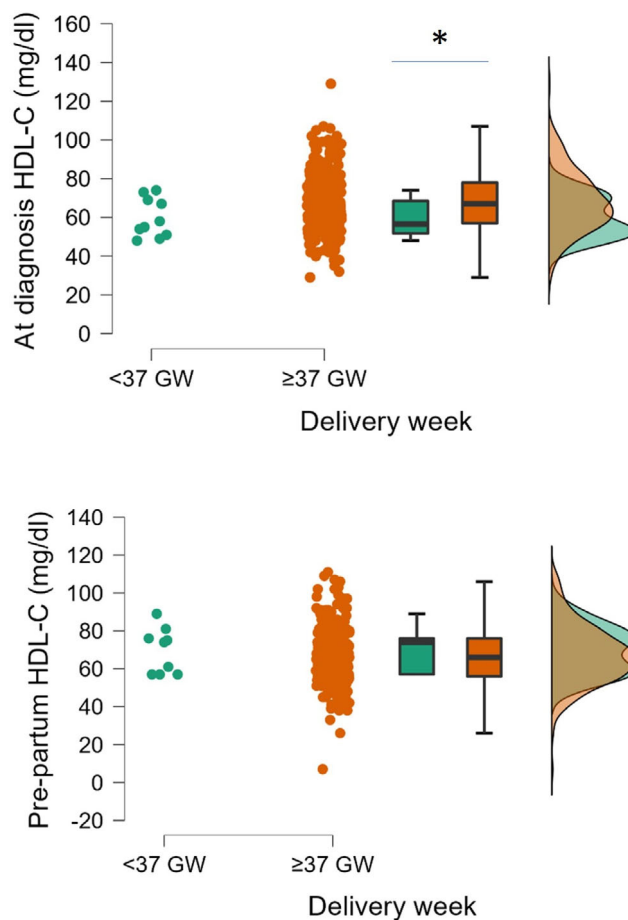 At diagnosis HDL-C (mg/dl)
160
140
120
100
80
60
40
20
0
*
<37 GW
≥37 GW
Delivery week
Pre-partum HDL-C (mg/dl)
140
120
100
80
60
40
20
0
-20
<37 GW
≥37 GW
Delivery week